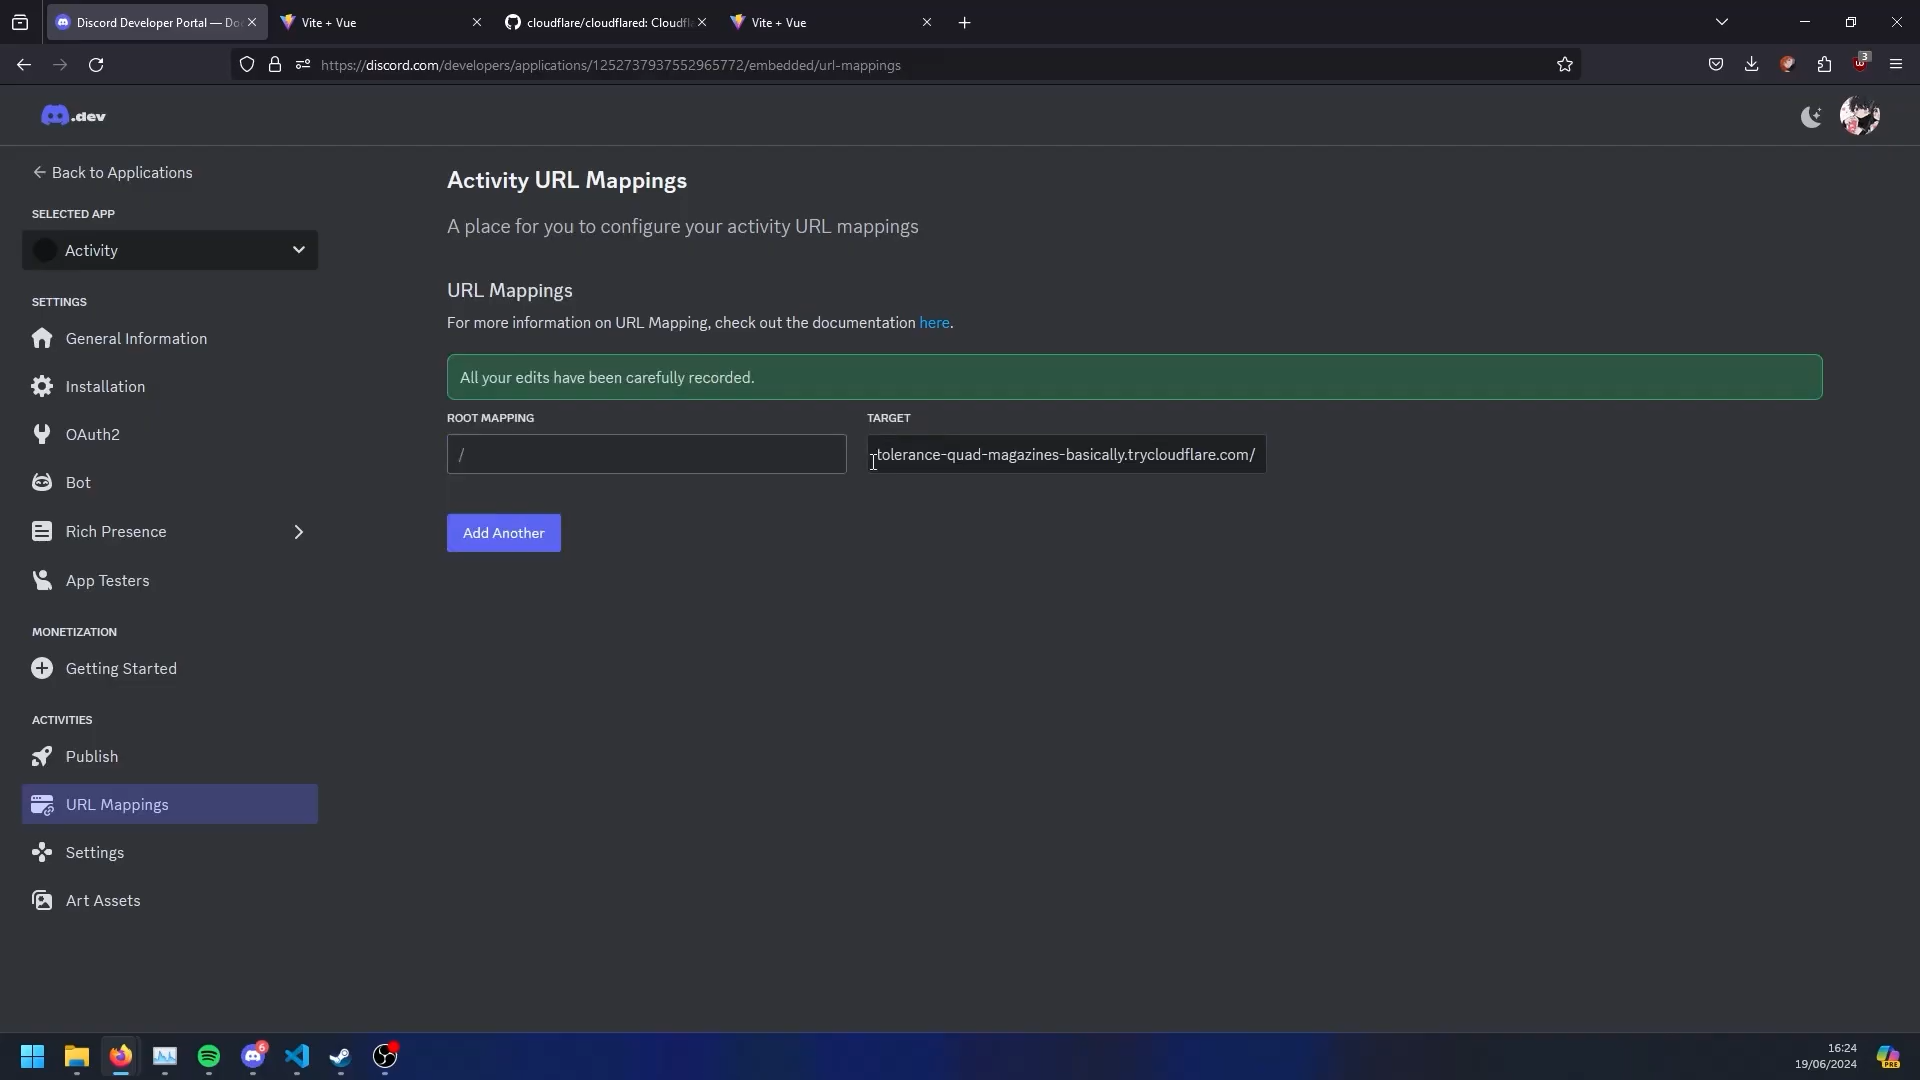 Discord Developer Portal — Do
Vite + Vue
cloudflare/cloudflared: Cloudfl
Vite + Vue
https://discord.com/developers/applications/1252737937552965772/embedded/url-mappings
3
.dev
Back to Applications
SELECTED APP
Activity
SETTINGS
General Information
Installation
OAuth2
Bot
Rich Presence
App Testers
MONETIZATION
Getting Started
ACTIVITIES
Publish
URL Mappings
Settings
Art Assets
Activity URL Mappings
A place for you to configure your activity URL mappings
URL Mappings
For more information on URL Mapping, check out the documentation here.
All your edits have been carefully recorded.
ROOT MAPPING
TARGET
/
-tolerance-quad-magazines-basically.trycloudflare.com/
Add Another
6
16:24
19/06/2024
PRE